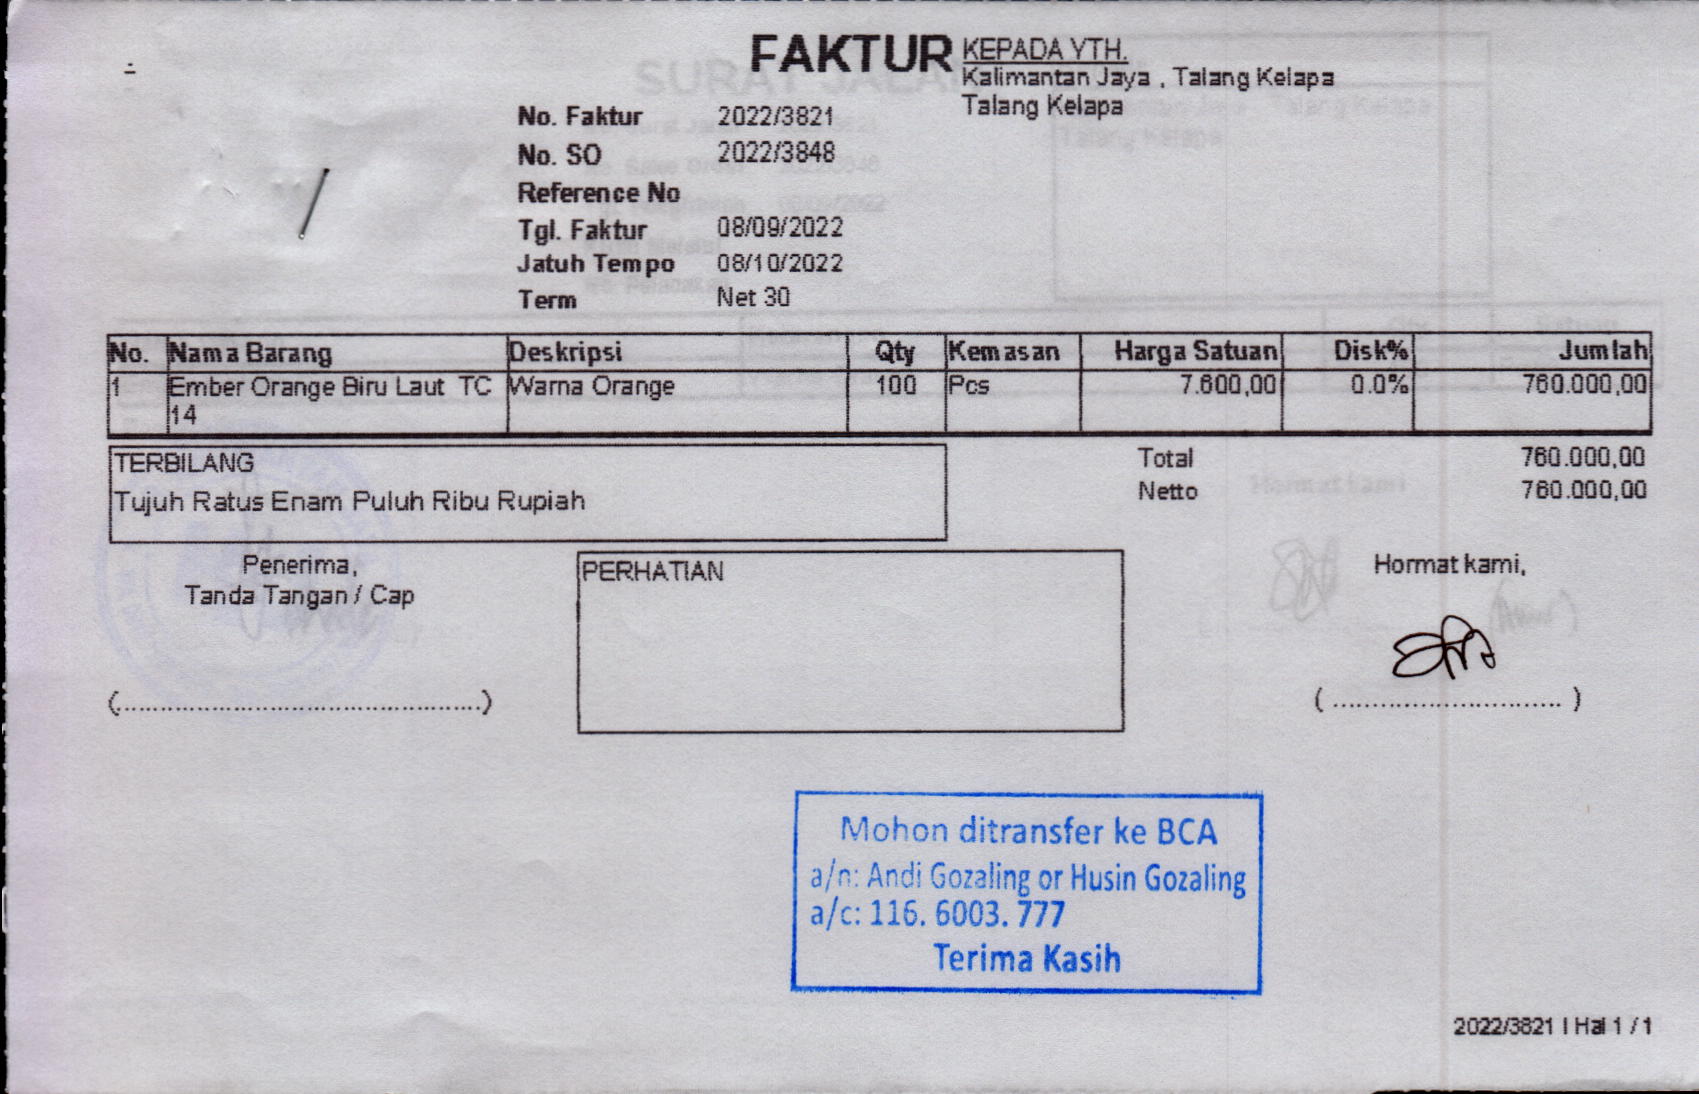 FAKTUR
KEPADA YTH.
Kalimantan Jaya , Talang Kelapa
Talang Kelapa
No. Faktur 2022/3821
No. SO 2022/3848
Reference No
Tgl. Faktur 08/09/2022
Jatuh Tempo 08/10/2022
Term Net 30
No. Nama Barang Deskripsi Qty Kemasan Harga Satuan Disk% Jumlah
1 Ember Orange Biru Laut TC Warna Orange 100 Pcs 7.600,00 0.0% 760.000,00
14
TERBILANG
Tujuh Ratus Enam Puluh Ribu Rupiah
Total 760.000,00
Netto 760.000,00
Penerima,
Tanda Tangan / Cap
(................................................)
PERHATIAN
Hormat kami,
( .............................. )
Mohon ditransfer ke BCA
a/n: Andi Gozaling or Husin Gozaling
a/c: 116. 6003. 777
Terima Kasih
2022/3821 | Hal 1 / 1